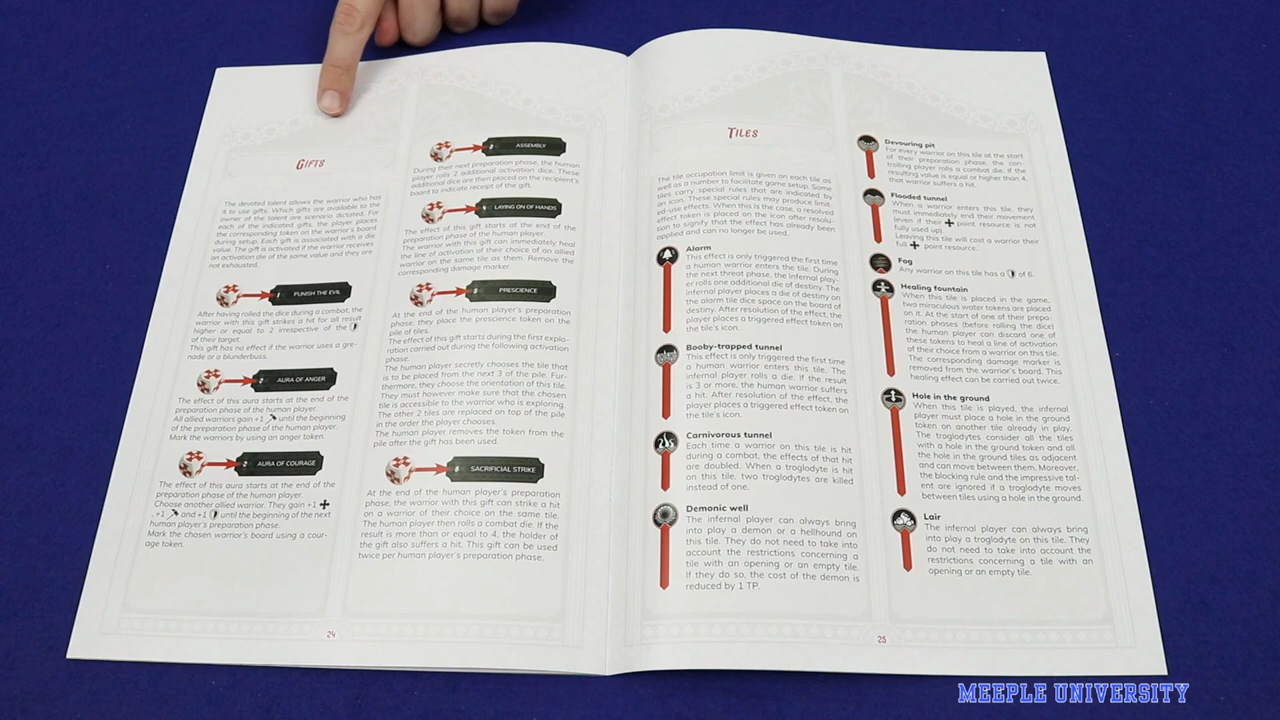 GIFTS
The devoted talent allows the warrior who has
it to use gifts. Which gifts are available to the
owner of the talent are scenario dictated. For
each of the indicated gifts, the player places
the corresponding token on the warrior's board
during setup. Each gift is associated with a die
value. The gift is activated if the warrior receives
an activation die of the same value and they are
not exhausted.
PUNISH THE EVIL
After having rolled the dice during a combat, the
warrior with this gift strikes a hit for all result
higher or equal to 2 irrespective of the
of their target.
This gift has no effect if the warrior uses a gre-
nade or a blunderbuss.
AURA OF ANGER
The effect of this aura starts at the end of the
preparation phase of the human player.
All allied warriors gain +1 until the beginning
of the preparation phase of the human player.
Mark the warriors by using an anger token.
AURA OF COURAGE
The effect of this aura starts at the end of the
preparation phase of the human player.
Choose another allied warrior. They gain +1
, +1 and +1 until the beginning of the next
human player's preparation phase.
Mark the chosen warrior's board using a cour-
age token.
ASSEMBLY
During their next preparation phase, the human
player rolls 2 additional activation dice. These
additional dice are then placed on the recipient's
board to indicate receipt of the gift.
LAYING ON OF HANDS
The effect of this gift starts at the end of the
preparation phase of the human player.
The warrior with this gift can immediately heal
the line of activation of their choice of an allied
warrior on the same tile as them. Remove the
corresponding damage marker.
PRESCIENCE
At the end of the human player's preparation
phase, they place the prescience token on the
pile of tiles.
The effect of this gift starts during the first explo-
ration carried out during the following activation
phase.
The human player secretly chooses the tile that
is to be placed from the next 3 of the pile. Fur-
thermore, they choose the orientation of this tile.
They must however make sure that the chosen
tile is accessible to the warrior who is exploring.
The other 2 tiles are replaced on top of the pile
in the order the player chooses.
The human player removes the token from the
pile after the gift has been used.
SACRIFICIAL STRIKE
At the end of the human player's preparation
phase, the warrior with this gift can strike a hit
on a warrior of their choice on the same tile.
The human player then rolls a combat die. If the
result is more than or equal to 4, the holder of
the gift also suffers a hit. This gift can be used
twice per human player's preparation phase.
24
TILES
The tile occupation limit is given on each tile as
well as a number to facilitate game setup. Some
tiles carry special rules that are indicated by
an icon. These special rules may produce limit-
ed-use effects. When this is the case, a resolved
effect token is placed on the icon after resolu-
tion to signify that the effect has already been
applied and can no longer be used.
Alarm
This effect is only triggered the first time
a human warrior enters the tile. During
the next threat phase, the infernal play-
er rolls one additional die of destiny. The
infernal player places a die of destiny on
the alarm tile dice space on the board of
destiny. After resolution of the effect, the
player places a triggered effect token on
the tile's icon.
Booby-trapped tunnel
This effect is only triggered the first time
a human warrior enters this tile. The
infernal player rolls a die. If the result
is 3 or more, the human warrior suffers
a hit. After resolution of the effect, the
player places a triggered effect token on
the tile's icon.
Carnivorous tunnel
Each time a warrior on this tile is hit
during a combat, the effects of that hit
are doubled. When a troglodyte is hit
on this tile, two troglodytes are killed
instead of one.
Demonic well
The infernal player can always bring
into play a demon or a hellhound on
this tile. They do not need to take into
account the restrictions concerning a
tile with an opening or an empty tile.
If they do so, the cost of the demon is
reduced by 1 TP.
Devouring pit
For every warrior on this tile at the start
of their preparation phase, the con-
trolling player rolls a combat die. If the
resulting value is equal or higher than 4,
that warrior suffers a hit.
Flooded tunnel
When a warrior enters this tile, they
must immediately end their movement
(even if their point resource is not
fully used up).
Leaving this tile will cost a warrior their
full point resource.
Fog
Any warrior on this tile has a of 6.
Healing fountain
When this tile is placed in the game,
two miraculous water tokens are placed
on it. At the start of one of their prepa-
ration phases (before rolling the dice)
the human player can discard one of
these tokens to heal a line of activation
of their choice from a warrior on this tile.
The corresponding damage marker is
removed from the warrior's board. This
healing effect can be carried out twice.
Hole in the ground
When this tile is played, the infernal
player must place a hole in the ground
token on another tile already in play.
The troglodytes consider all the tiles
with a hole in the ground token and all
the hole in the ground tiles as adjacent
and can move between them. Moreover,
the blocking rule and the impressive tal-
ent are ignored if a troglodyte moves
between tiles using a hole in the ground.
Lair
The infernal player can always bring
into play a troglodyte on this tile. They
do not need to take into account the
restrictions concerning a tile with an
opening or an empty tile.
25
MEEPLE UNIVERSITY